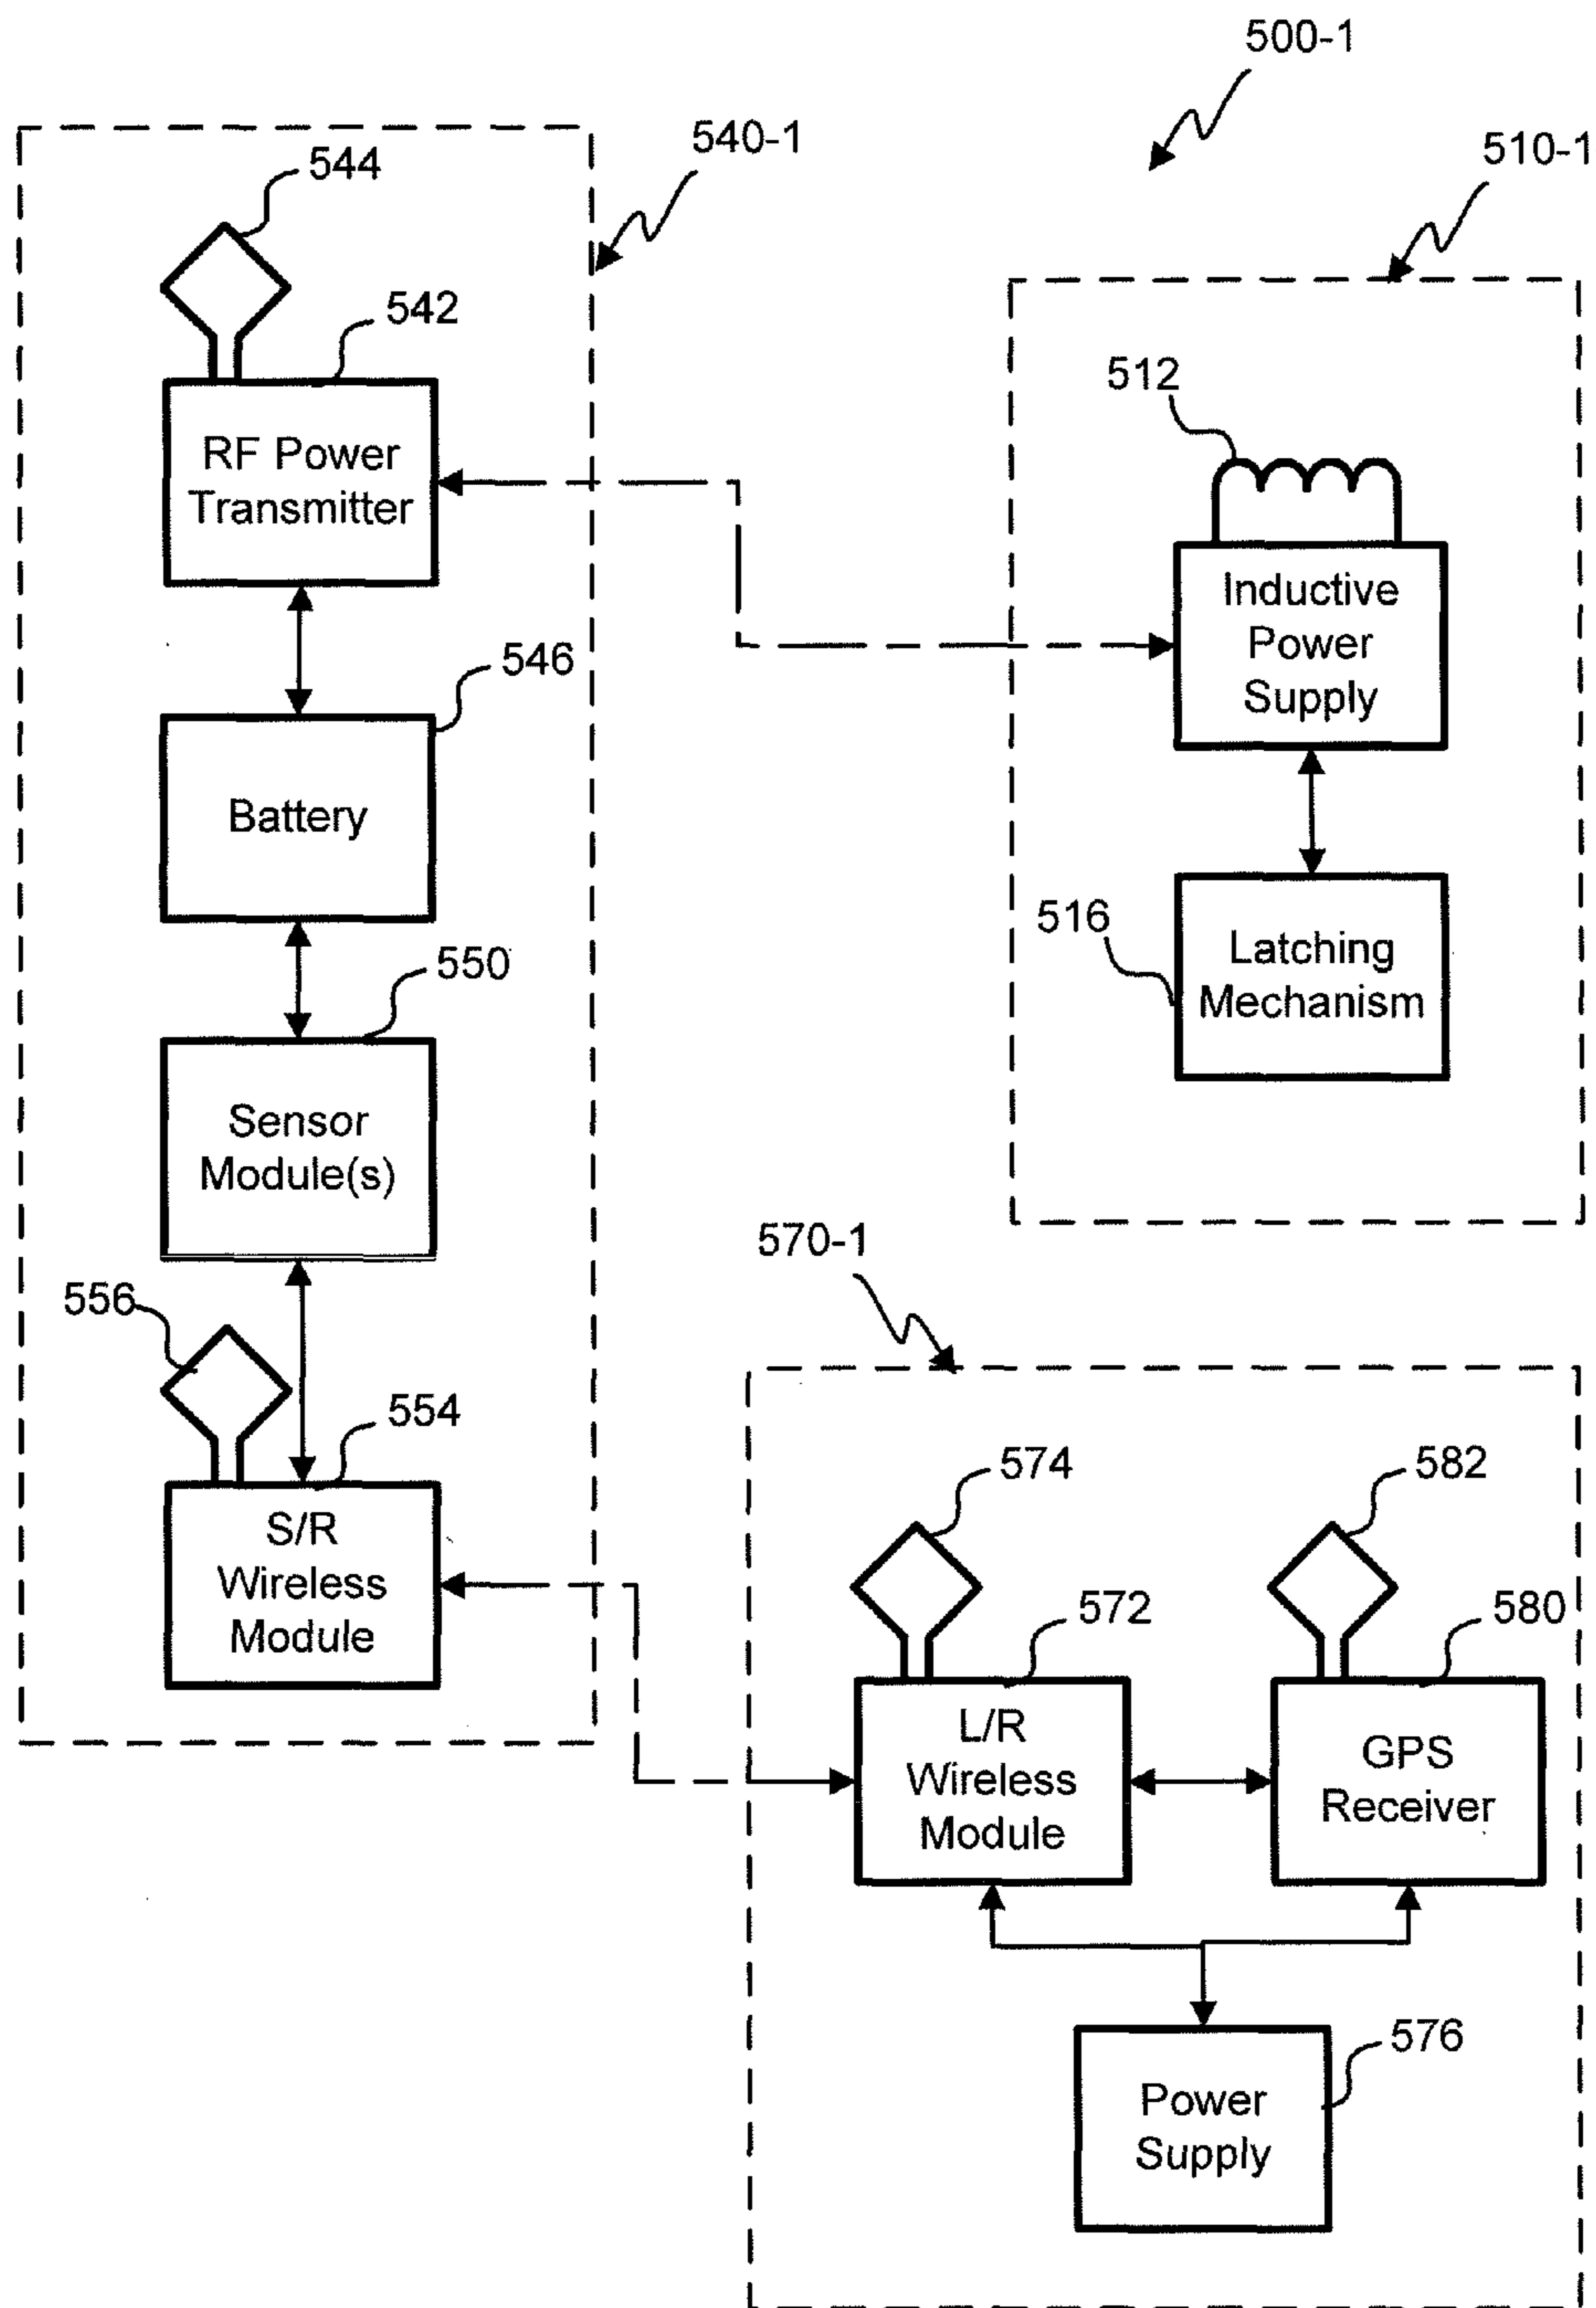 500-1
540-1
510-1
544
542
RF Power
Transmitter
512
Inductive
Power
Supply
546
Battery
516
Latching
Mechanism
550
Sensor
Module(s)
570-1
556
554
S/R
Wireless
Module
574
582
572
580
L/R
Wireless
Module
GPS
Receiver
576
Power
Supply